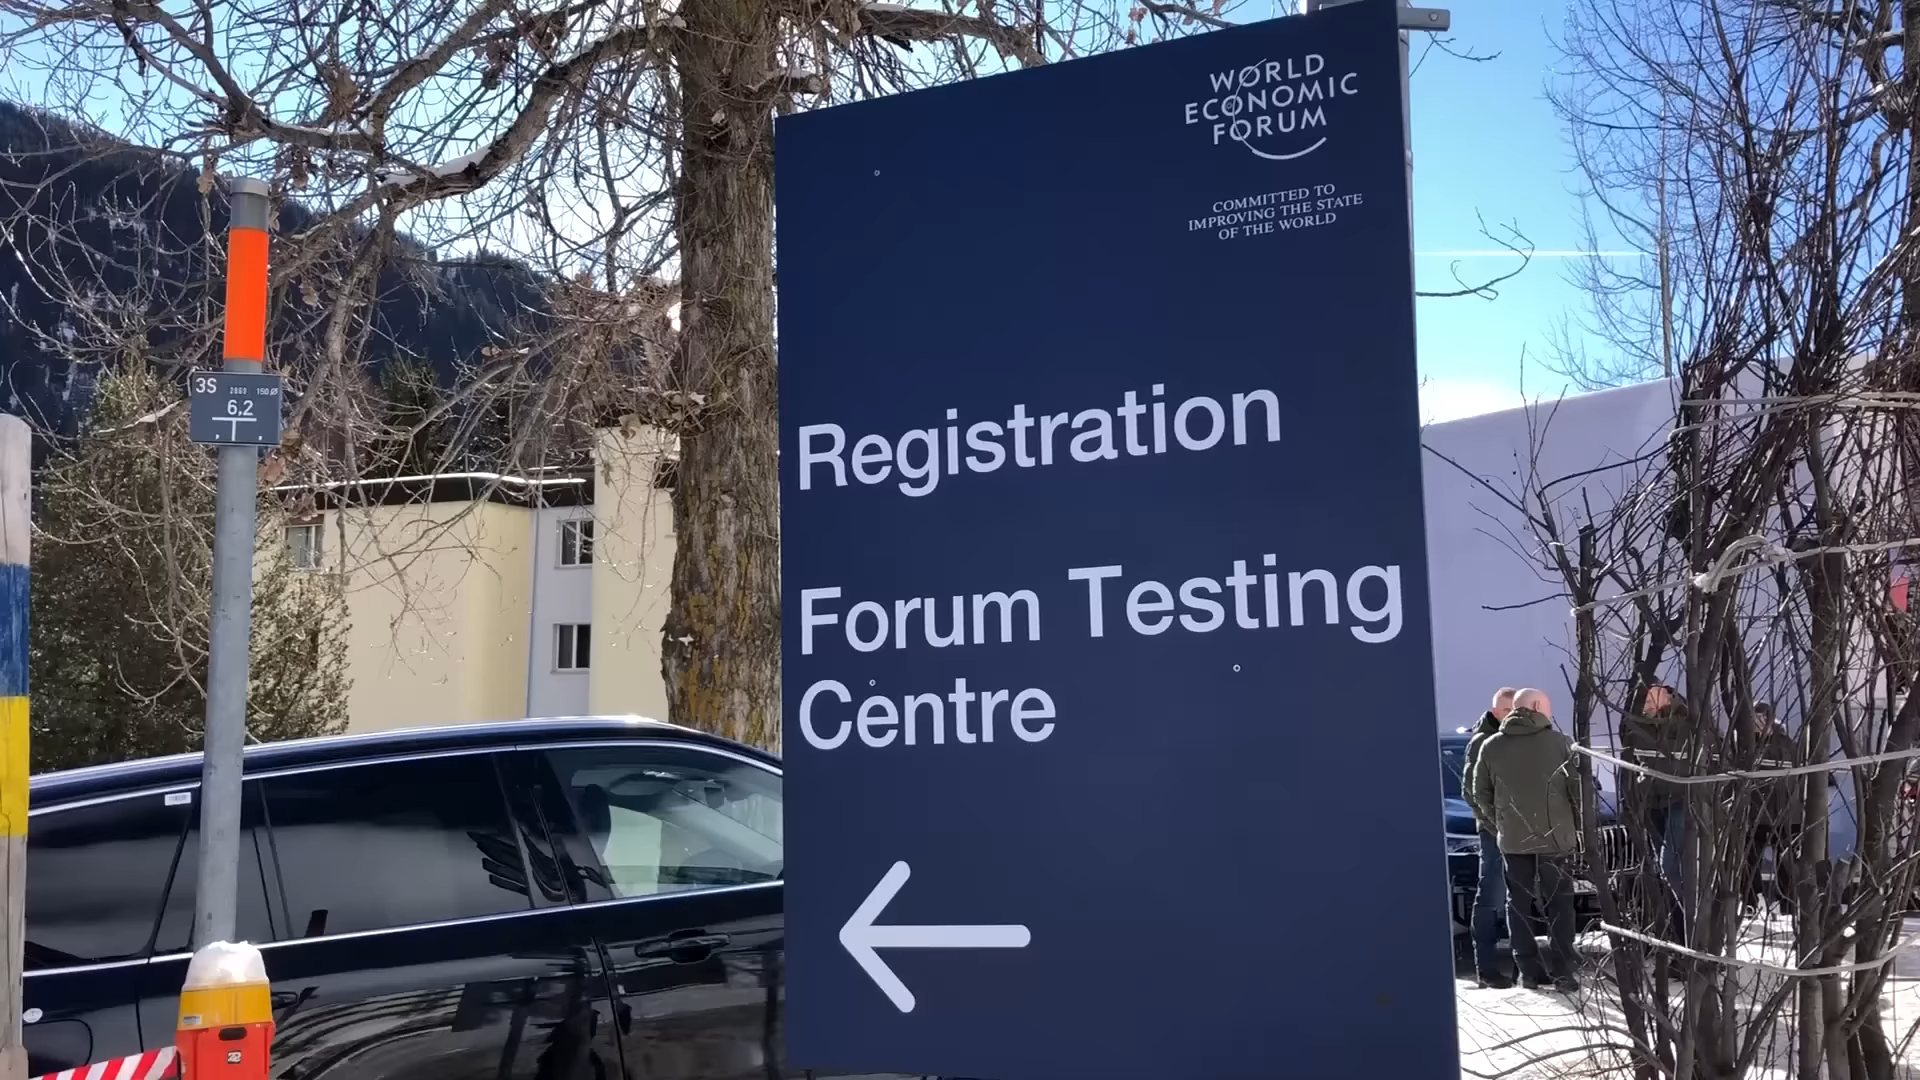 WORLD
ECONOMIC
FORUM
COMMITTED TO
IMPROVING THE STATE
OF THE WORLD
Registration
Forum Testing
Centre
3S
6,2